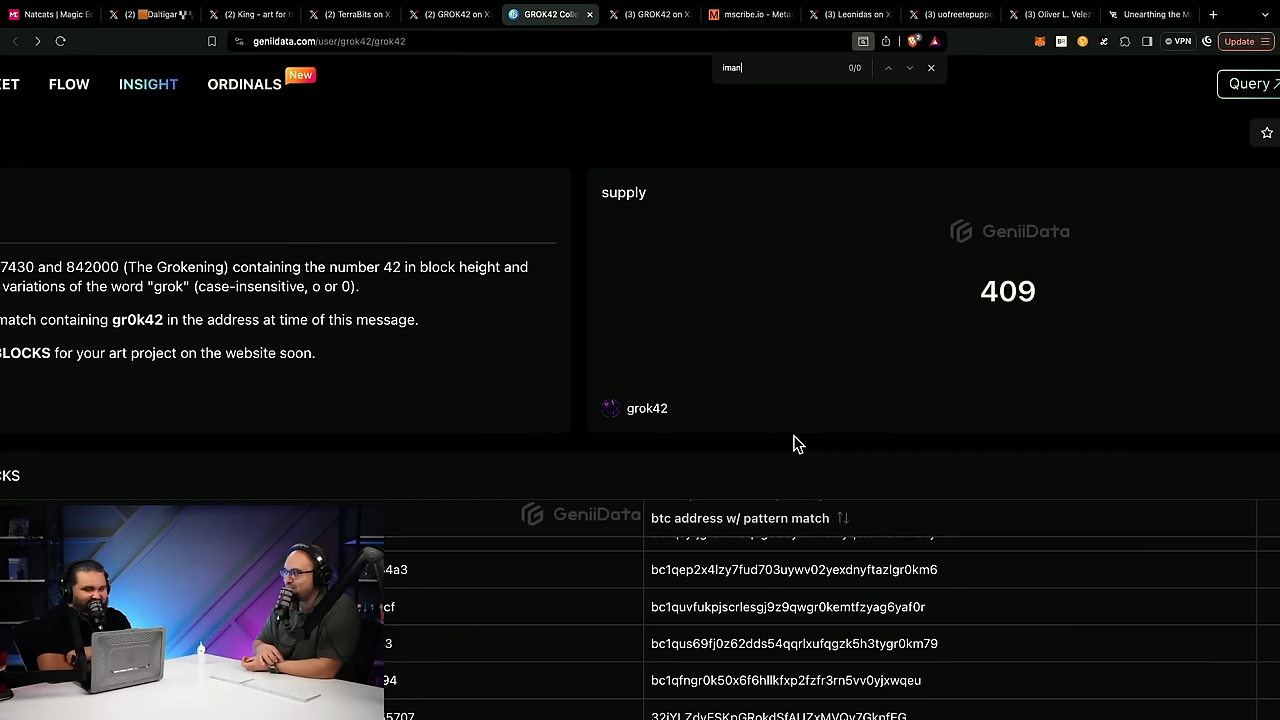 Natcats | Magic E
(2) 🟧Daltigar
(2) King - art for t
(2) TerraBits on X
(2) GROK42 on X
GROK42 Colle
(3) GROK42 on X
mscribe.io - Meta
(3) Leonidas on X
(3) uofreetepuppe
(3) Oliver L. Velez
Unearthing the M
geniidata.com/user/grok42/grok42
VPN
Update
iman
0/0
ET
FLOW
INSIGHT
ORDINALS
New
Query
supply
GeniiData
7430 and 842000 (The Grokening) containing the number 42 in block height and
variations of the word "grok" (case-insensitive, o or 0).
409
match containing gr0k42 in the address at time of this message.
BLOCKS for your art project on the website soon.
grok42
CKS
GeniiData
btc address w/ pattern match
4a3
bc1qep2x4lzy7fud703uywv02yexdnyftazlgr0km6
cf
bc1quvfukpjscrlesgj9z9qwgr0kemtfzyag6yaf0r
3
bc1qus69fj0z62dds54qqrlxufqgzk5h3tygr0km79
94
bc1qfngr0k50x6f6hllkfxp2fzfr3rn5vv0yjxwqeu
5707